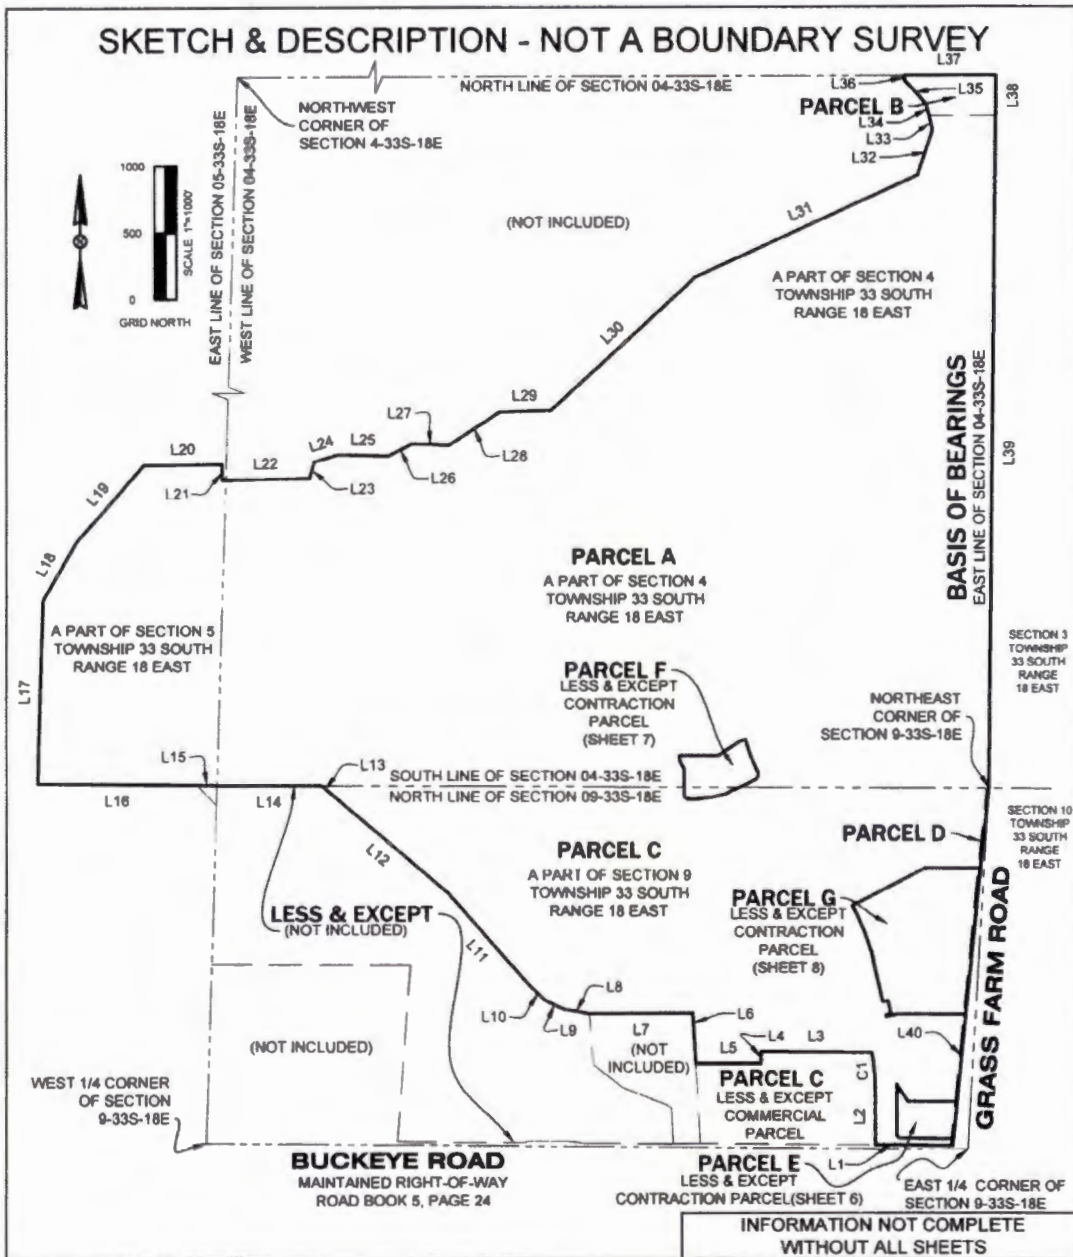 SKETCH & DESCRIPTION - NOT A BOUNDARY SURVEY
L37
NORTH LINE OF SECTION 04-33S-18E
L36
L35
L38
NORTHWEST
CORNER OF
SECTION 4-33S-18E
PARCEL B
L34
L33
L32
EAST LINE OF SECTION 05-33S-18E
WEST LINE OF SECTION 04-33S-18E
1000
500
0
SCALE 1"=1000'
GRID NORTH
(NOT INCLUDED)
L31
A PART OF SECTION 4
TOWNSHIP 33 SOUTH
RANGE 18 EAST
L30
BASIS OF BEARINGS
EAST LINE OF SECTION 04-33S-18E
L39
L29
L27
L28
L24
L25
L26
L20
L22
L23
L21
L19
L18
L17
PARCEL A
A PART OF SECTION 4
TOWNSHIP 33 SOUTH
RANGE 18 EAST
A PART OF SECTION 5
TOWNSHIP 33 SOUTH
RANGE 18 EAST
SECTION 3
TOWNSHIP
33 SOUTH
RANGE
18 EAST
PARCEL F
LESS & EXCEPT
CONTRACTION
PARCEL
(SHEET 7)
NORTHEAST
CORNER OF
SECTION 9-33S-18E
L15
L13
SOUTH LINE OF SECTION 04-33S-18E
NORTH LINE OF SECTION 09-33S-18E
L16
L14
SECTION 10
TOWNSHIP
33 SOUTH
RANGE
18 EAST
PARCEL D
L12
PARCEL C
A PART OF SECTION 9
TOWNSHIP 33 SOUTH
RANGE 18 EAST
LESS & EXCEPT
(NOT INCLUDED)
PARCEL G
LESS & EXCEPT
CONTRACTION
PARCEL
(SHEET 8)
GRASS FARM ROAD
L11
L10
L9
L8
L7
L6
(NOT
INCLUDED)
L5
L4
L3
L40
C1
L2
(NOT INCLUDED)
WEST 1/4 CORNER
OF SECTION
9-33S-18E
PARCEL C
LESS & EXCEPT
COMMERCIAL
PARCEL
BUCKEYE ROAD
MAINTAINED RIGHT-OF-WAY
ROAD BOOK 5, PAGE 24
PARCEL E
LESS & EXCEPT
CONTRACTION PARCEL(SHEET 6)
L1
EAST 1/4 CORNER OF
SECTION 9-33S-18E
INFORMATION NOT COMPLETE
WITHOUT ALL SHEETS